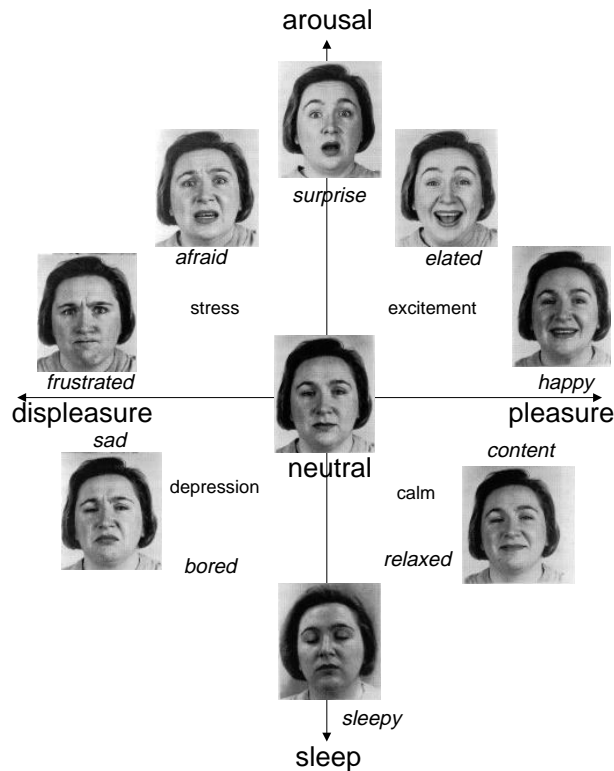 arousal
surprise
afraid
elated
stress
excitement
frustrated
happy
displeasure
pleasure
sad
content
neutral
depression
calm
bored
relaxed
sleepy
sleep